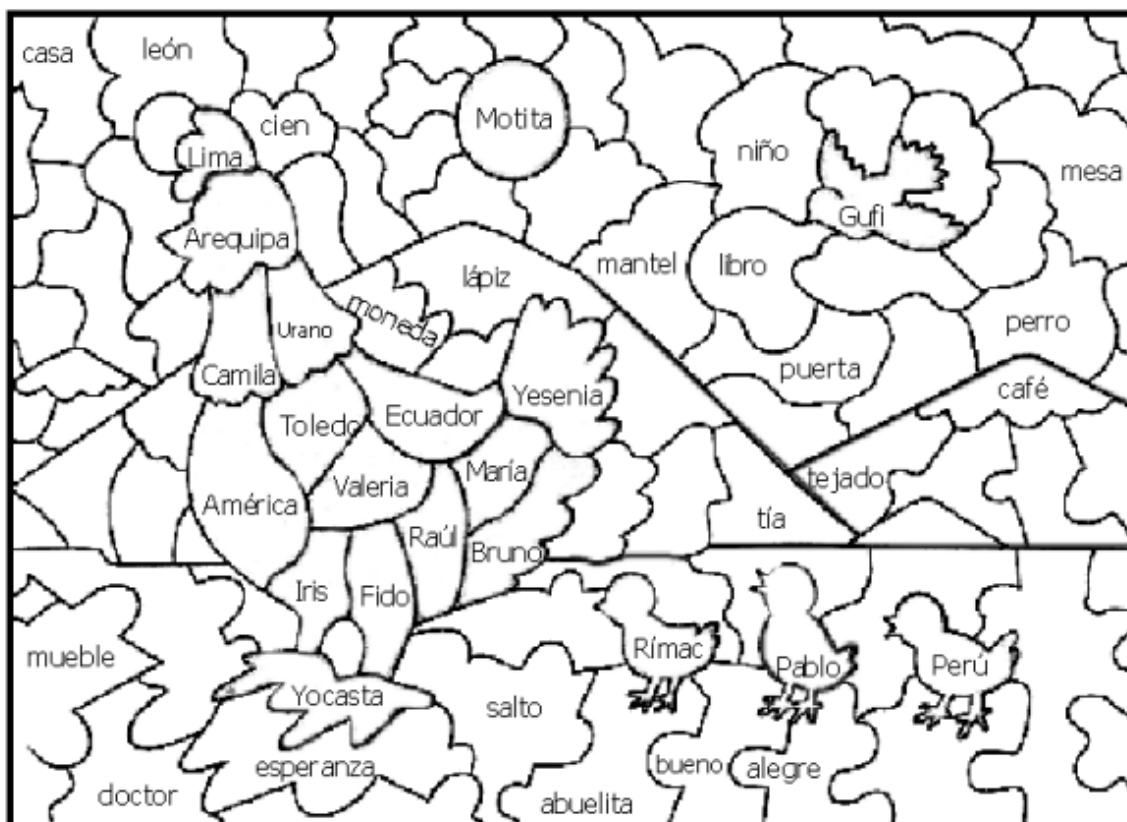 casa
león
cien
Motita
niño
mesa
Lima
Gufi
Arequipa
mantel
libro
lápiz
moneda
Urano
perro
puerta
Camila
café
Yesenia
Toledo
Ecuador
María
tejado
Valeria
América
tía
Raúl
Bruno
Iris
Fido
mueble
Rímac
Pablo
Perú
Yocasta
salto
esperanza
bueno
alegre
doctor
abuelita